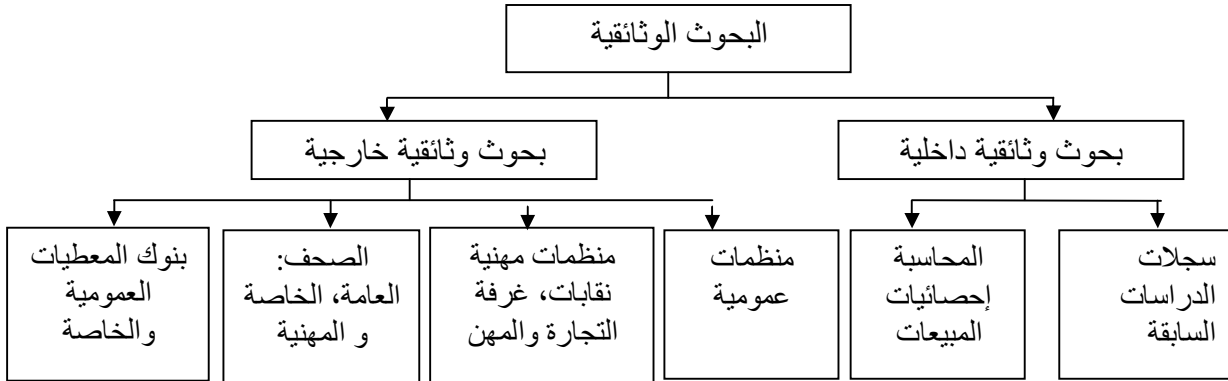 البحوث الوثائقية
بحوث وثائقية داخلية
بحوث وثائقية خارجية
سجلات
الدراسات
السابقة
المحاسبة
إحصائيات
المبيعات
منظمات
عمومية
منظمات مهنية
نقابات، غرفة
التجارة والمهن
الصحف:
العامة، الخاصة
و المهنية
بنوك المعطيات
العمومية
والخاصة